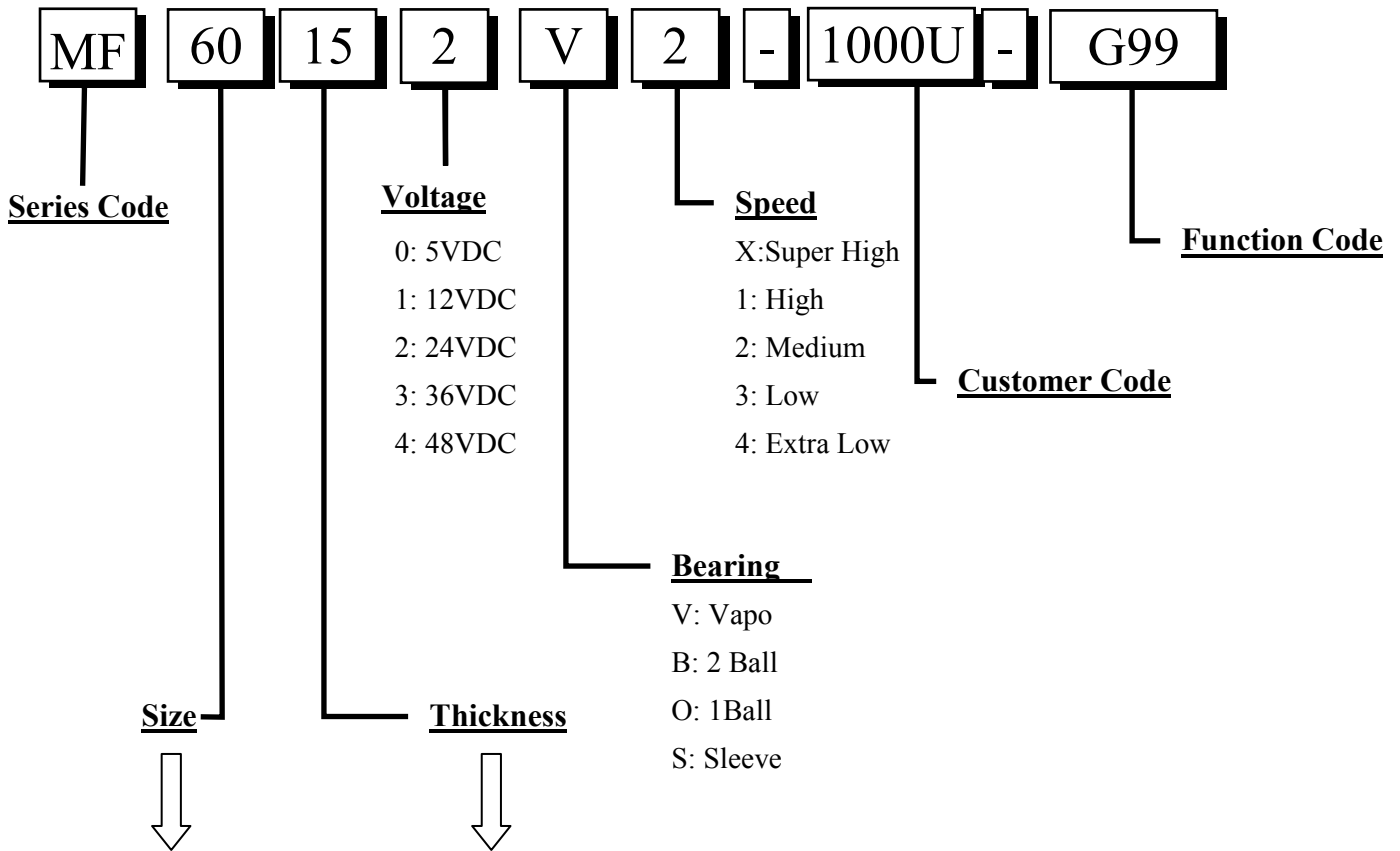 MF 60 15 2 V 2 - 1000U - G99
Series Code
Voltage
0: 5VDC
1: 12VDC
2: 24VDC
3: 36VDC
4: 48VDC
Speed
X:Super High
1: High
2: Medium
3: Low
4: Extra Low
Function Code
Customer Code
Bearing
V: Vapo
B: 2 Ball
O: 1Ball
S: Sleeve
Size
Thickness